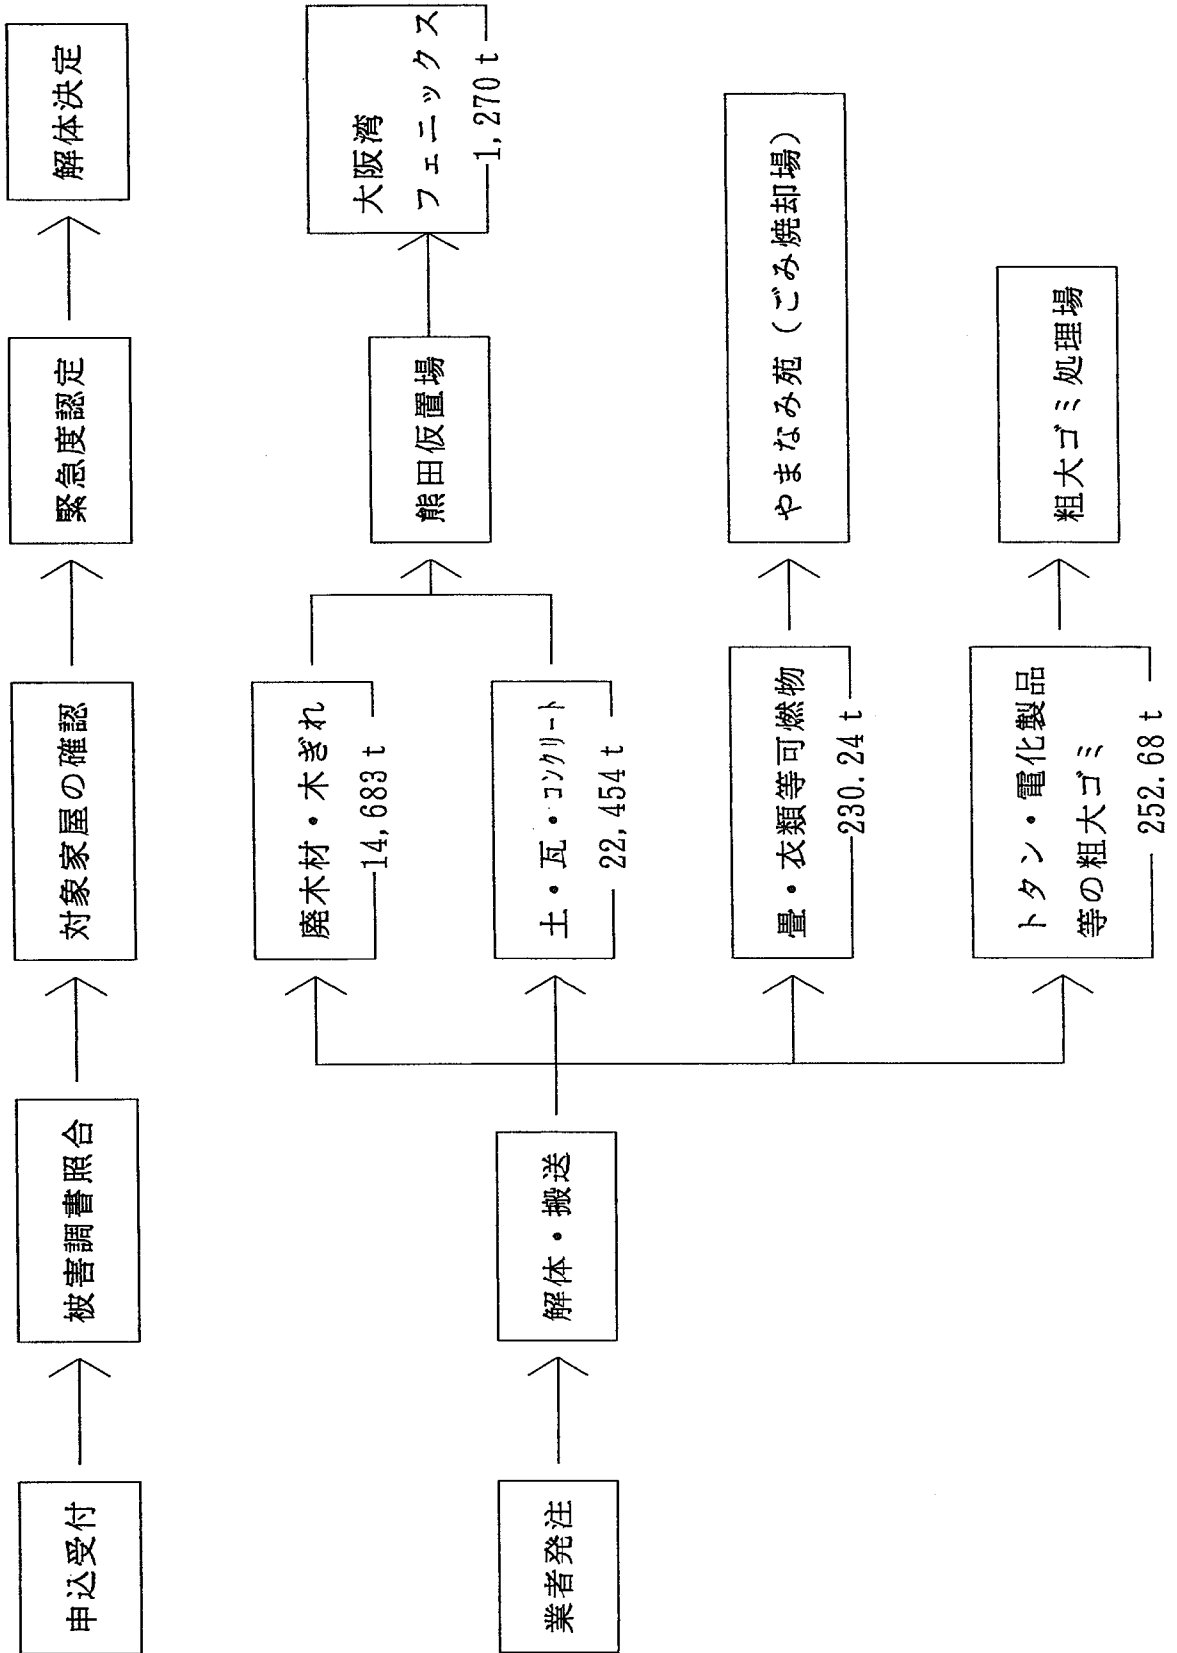 申込受付
被害調書照合
対象家屋の確認
緊急度認定
解体決定
業者発注
解体・搬送
廃木材・木ぎれ
14,683t
土・瓦・コンクリート
22,454t
熊田仮置場
大阪湾
フェニックス
1,270t
畳・衣類等可燃物
230.24t
やまなみ苑（ごみ焼却場）
トタン・電化製品
等の粗大ゴミ
252.68t
粗大ゴミ処理場